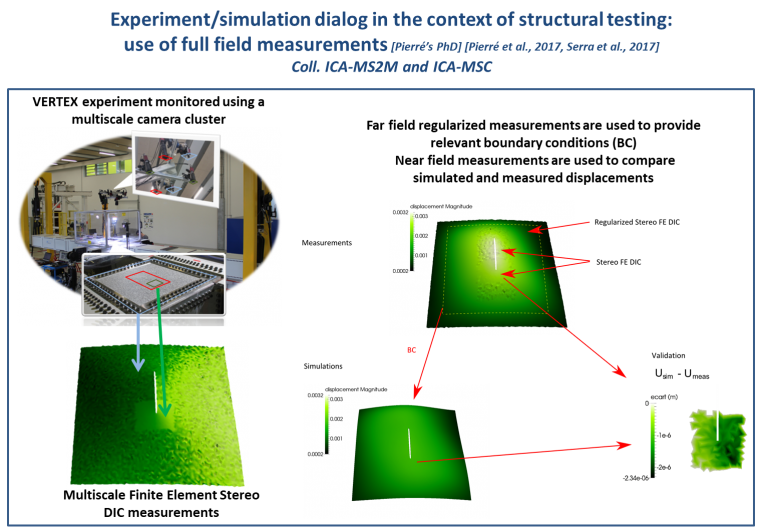 Experiment/simulation dialog in the context of structural testing:
use of full field measurements [Pierré's PhD] [Pierré et al., 2017, Serra et al., 2017]
Coll. ICA-MS2M and ICA-MSC
VERTEX experiment monitored using a
multiscale camera cluster
Multiscale Finite Element Stereo
DIC measurements
Far field regularized measurements are used to provide
relevant boundary conditions (BC)
Near field measurements are used to compare
simulated and measured displacements
displacement Magnitude
0.0032
0.003
0.002
0.001
0.0002
Measurements
Regularized Stereo FE DIC
Stereo FE DIC
BC
Simulations
displacement Magnitude
0.0032
0.003
0.002
0.001
0.0002
Validation
Usim - Umeas
ecart (m)
0
-1e-6
-2e-6
-2.34e-06